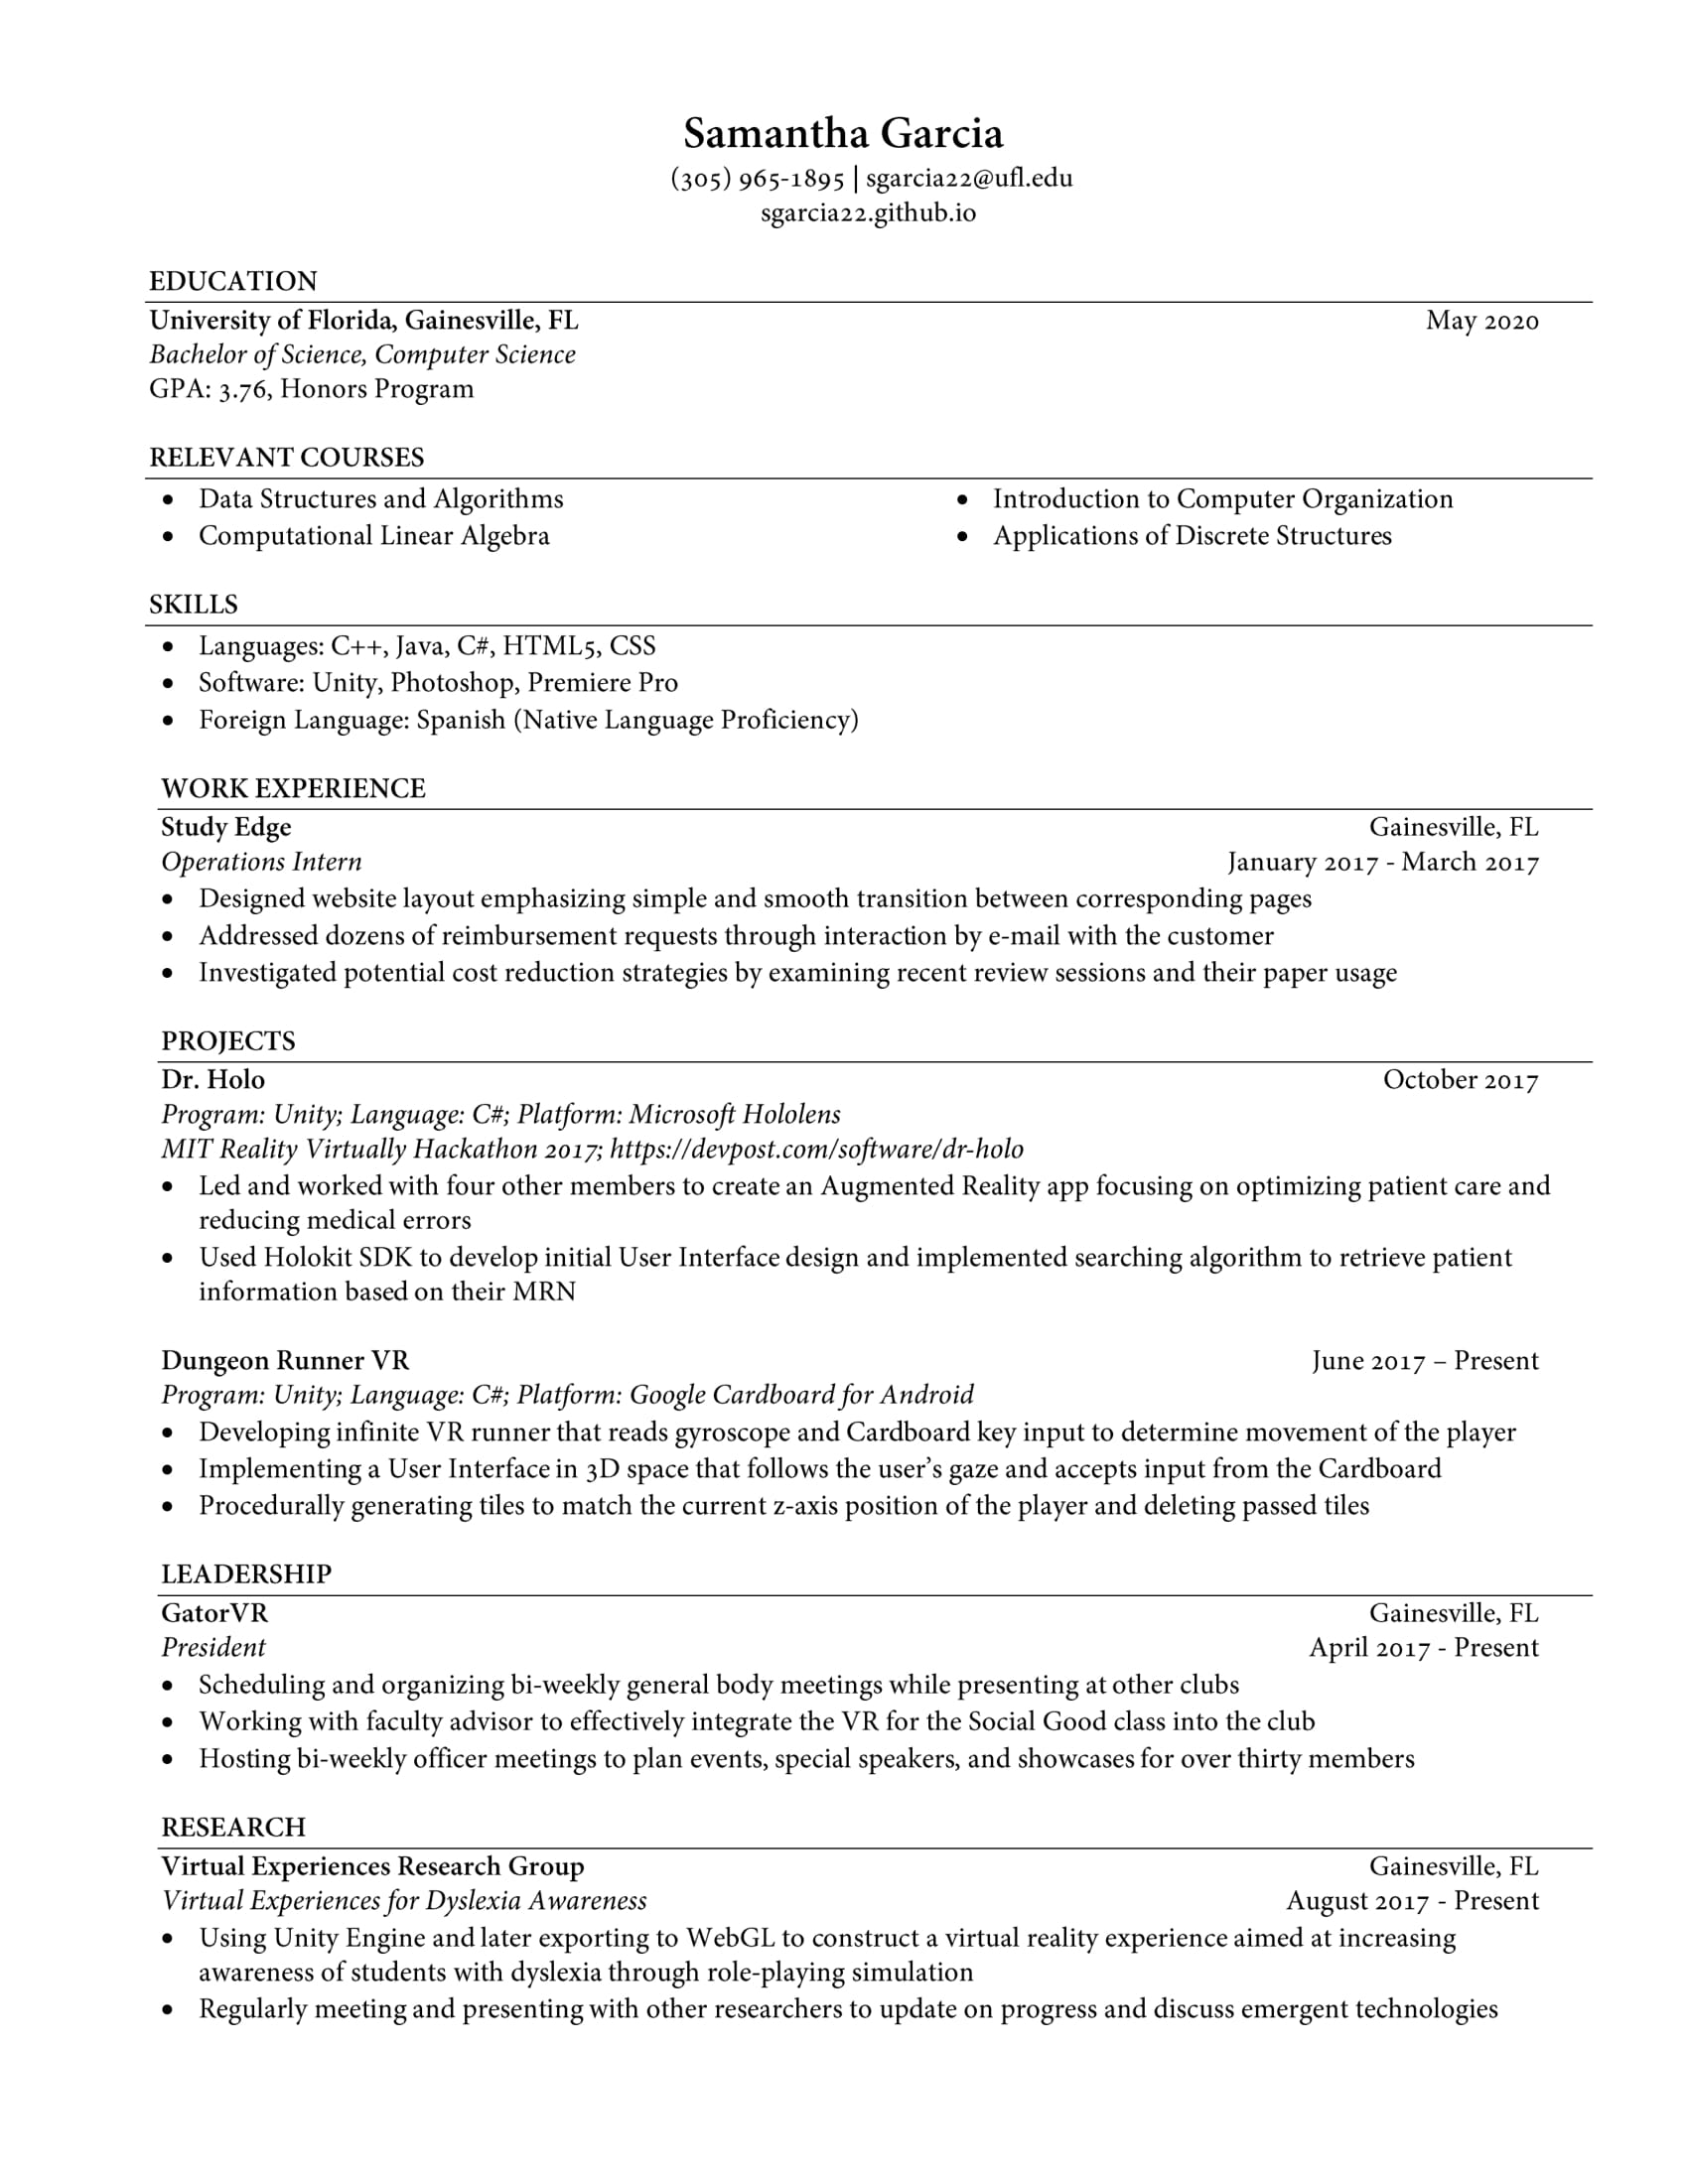 Samantha Garcia
(305) 965-1895 | sgarcia22@ufl.edu
sgarcia22.github.io
EDUCATION
University of Florida, Gainesville, FL May 2020
Bachelor of Science, Computer Science
GPA: 3.76, Honors Program
RELEVANT COURSES
• Data Structures and Algorithms • Introduction to Computer Organization
• Computational Linear Algebra • Applications of Discrete Structures
SKILLS
• Languages: C++, Java, C#, HTML5, CSS
• Software: Unity, Photoshop, Premiere Pro
• Foreign Language: Spanish (Native Language Proficiency)
WORK EXPERIENCE
Study Edge Gainesville, FL
Operations Intern January 2017 - March 2017
• Designed website layout emphasizing simple and smooth transition between corresponding pages
• Addressed dozens of reimbursement requests through interaction by e-mail with the customer
• Investigated potential cost reduction strategies by examining recent review sessions and their paper usage
PROJECTS
Dr. Holo October 2017
Program: Unity; Language: C#; Platform: Microsoft Hololens
MIT Reality Virtually Hackathon 2017; https://devpost.com/software/dr-holo
• Led and worked with four other members to create an Augmented Reality app focusing on optimizing patient care and
reducing medical errors
• Used Holokit SDK to develop initial User Interface design and implemented searching algorithm to retrieve patient
information based on their MRN
Dungeon Runner VR June 2017 – Present
Program: Unity; Language: C#; Platform: Google Cardboard for Android
• Developing infinite VR runner that reads gyroscope and Cardboard key input to determine movement of the player
• Implementing a User Interface in 3D space that follows the user’s gaze and accepts input from the Cardboard
• Procedurally generating tiles to match the current z-axis position of the player and deleting passed tiles
LEADERSHIP
GatorVR Gainesville, FL
President April 2017 - Present
• Scheduling and organizing bi-weekly general body meetings while presenting at other clubs
• Working with faculty advisor to effectively integrate the VR for the Social Good class into the club
• Hosting bi-weekly officer meetings to plan events, special speakers, and showcases for over thirty members
RESEARCH
Virtual Experiences Research Group Gainesville, FL
Virtual Experiences for Dyslexia Awareness August 2017 - Present
• Using Unity Engine and later exporting to WebGL to construct a virtual reality experience aimed at increasing
awareness of students with dyslexia through role-playing simulation
• Regularly meeting and presenting with other researchers to update on progress and discuss emergent technologies